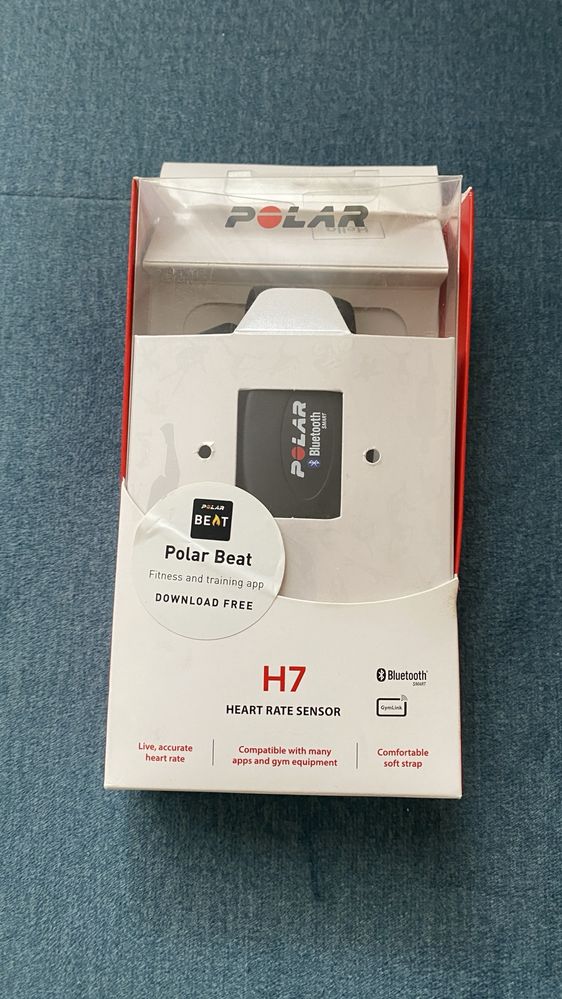 POLAR
Hello
POLAR
Bluetooth
SMART
POLAR
BEAT
Polar Beat
Fitness and training app
DOWNLOAD FREE
H7
HEART RATE SENSOR
Bluetooth
SMART
GymLink
Live, accurate
heart rate
Compatible with many
apps and gym equipment
Comfortable
soft strap